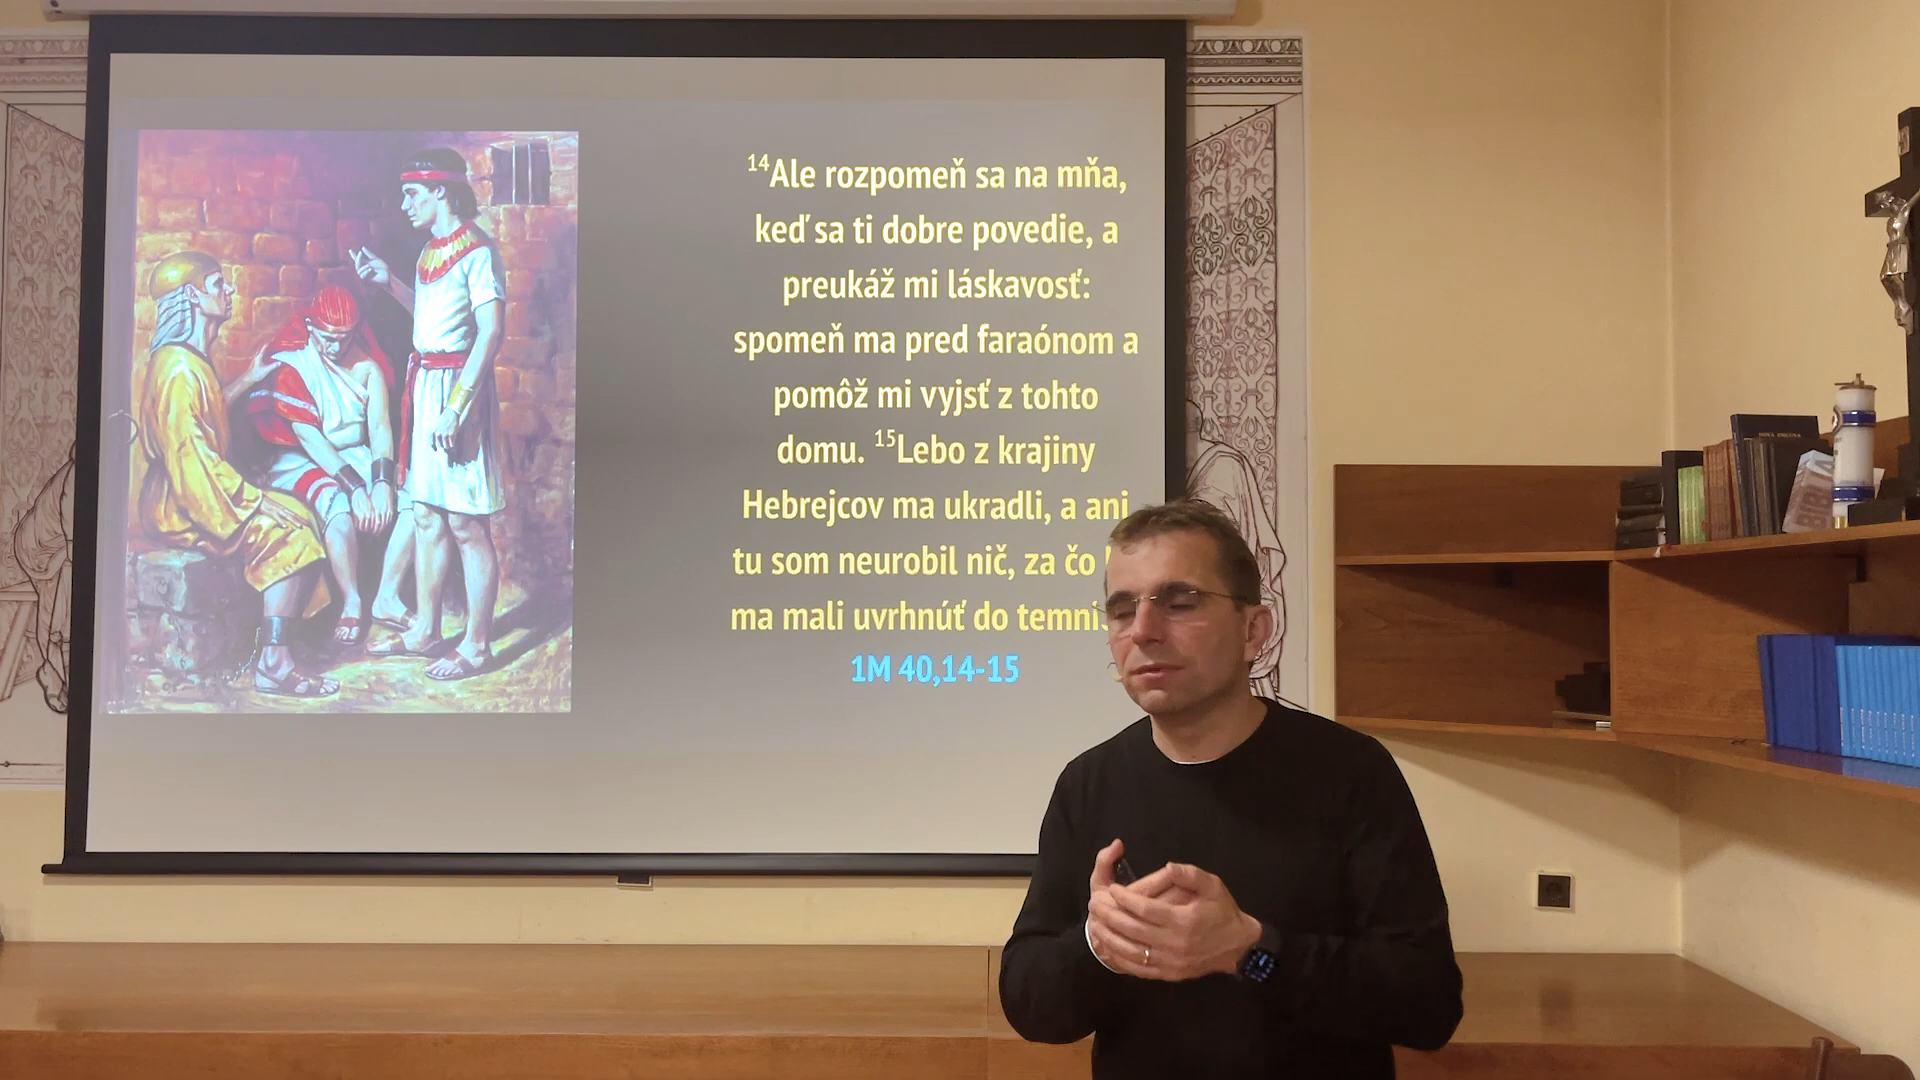 14Ale rozpomeň sa na mňa,
keď sa ti dobre povedie, a
preukáž mi láskavosť:
spomeň ma pred faraónom a
pomôž mi vyjsť z tohto
domu. 15Lebo z krajiny
Hebrejcov ma ukradli, a ani
tu som neurobil nič, za čo
ma mali uvrhnúť do
1M 40,14-15
BIBLIA